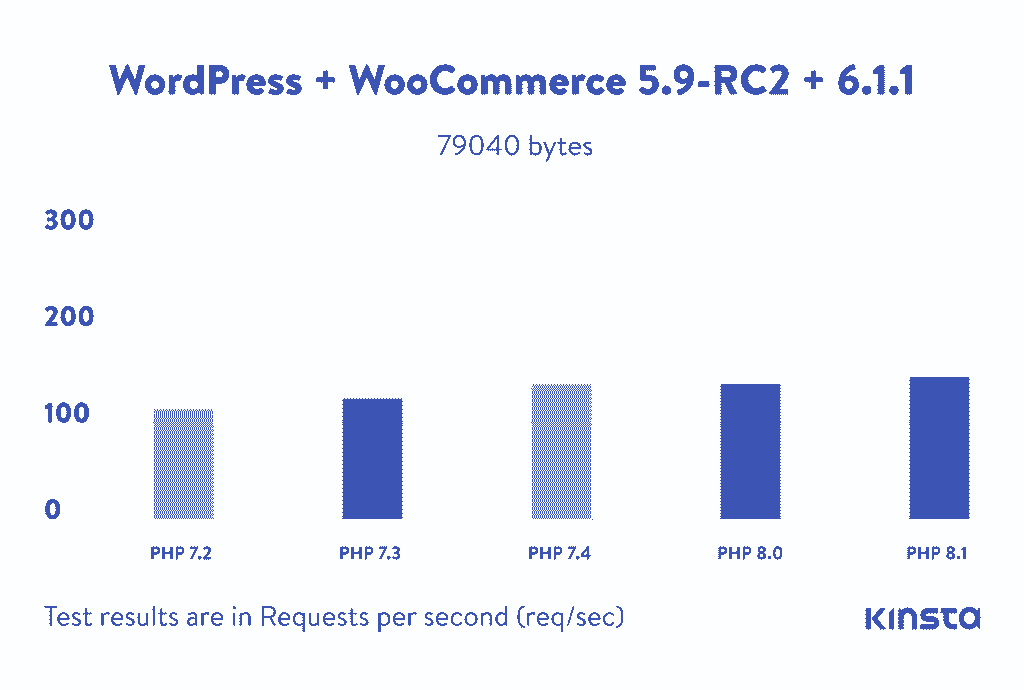 WordPress + WooCommerce 5.9-RC2 + 6.1.1
79040 bytes
300
200
100
0
PHP 7.2 PHP 7.3 PHP 7.4 PHP 8.0 PHP 8.1
Test results are in Requests per second (req/sec)
KINSTA